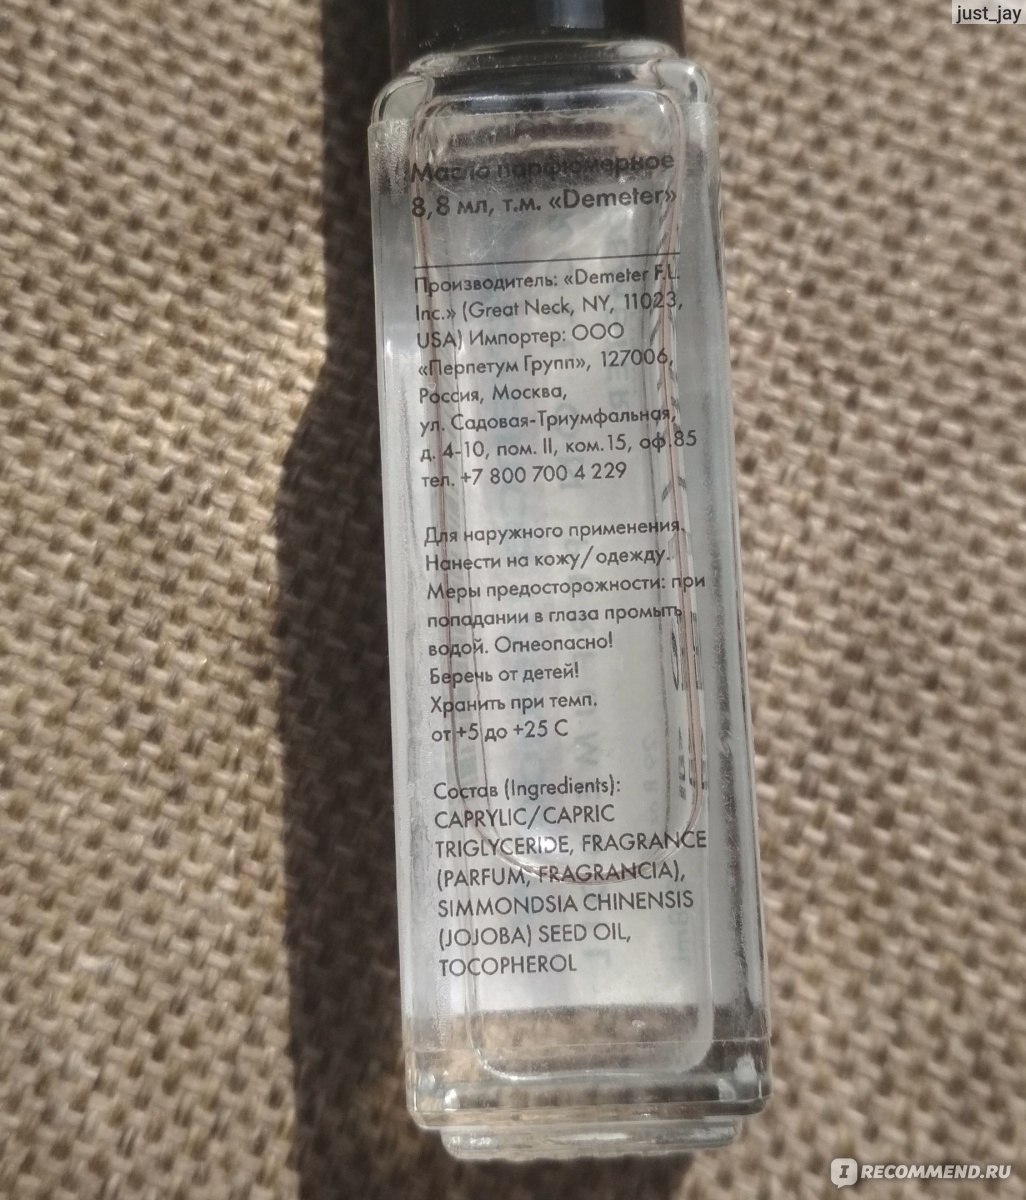 just_jay
Масло парфюмерное
8,8 мл, т.м. «Demeter»
Производитель: «Demeter F.L.
Inc.» (Great Neck, NY, 11023,
USA) Импортер: ООО
«Перпетум Групп», 127006,
Россия, Москва,
ул. Садовая-Триумфальная,
д. 4-10, пом. II, ком.15, оф.85
тел. +7 800 700 4 229
Для наружного применения.
Нанести на кожу/одежду.
Меры предосторожности: при
попадании в глаза промыть
водой. Огнеопасно!
Беречь от детей!
Хранить при темп.
от +5 до +25 С
Состав (Ingredients):
CAPRYLIC/CAPRIC
TRIGLYCERIDE, FRAGRANCE
(PARFUM, FRAGRANCIA),
SIMMONDSIA CHINENSIS
(JOJOBA) SEED OIL,
TOCOPHEROL
IRECOMMEND.RU